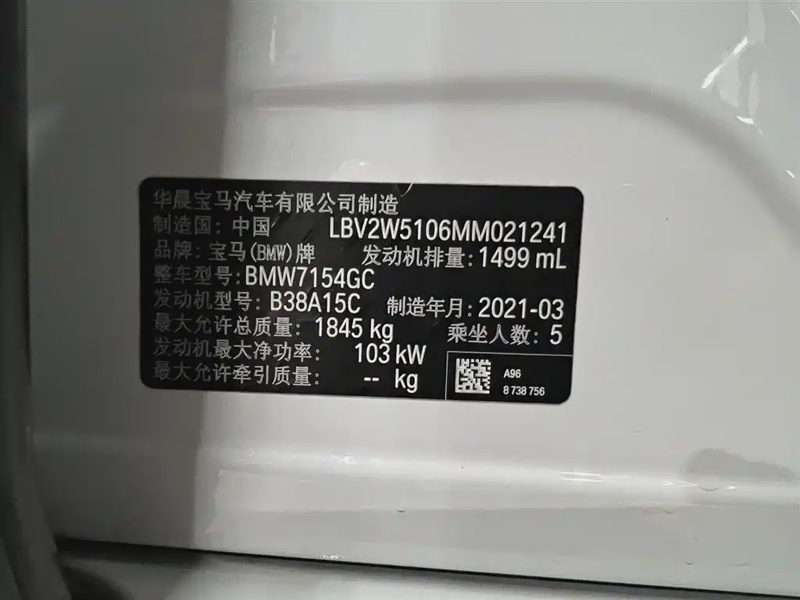 华晨宝马汽车有限公司制造
制造国: 中国 LBV2W5106MM021241
品牌: 宝马(BMW)牌 发动机排量: 1499 mL
整车型号: BMW7154GC
发动机型号: B38A15C 制造年月: 2021-03
最大允许总质量: 1845 kg 乘坐人数: 5
发动机最大净功率: 103 kW
最大允许牵引质量: -- kg
A96
8 738 756